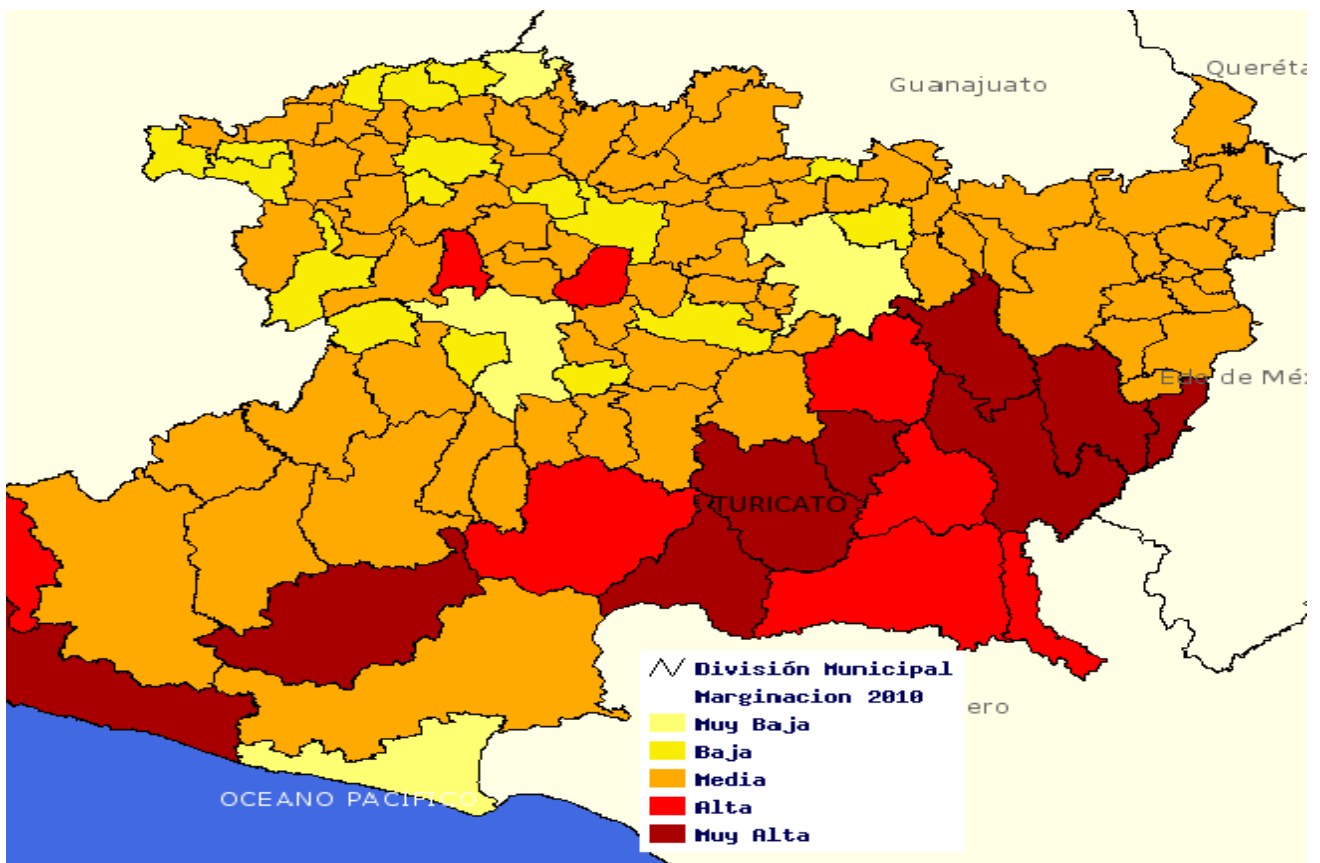 Guanajuato
Queréta
Edo de Méx
TURICATO
División Municipal
Marginacion 2010
ero
Muy Baja
Baja
Media
OCEANO PACIFICO
Alta
Muy Alta